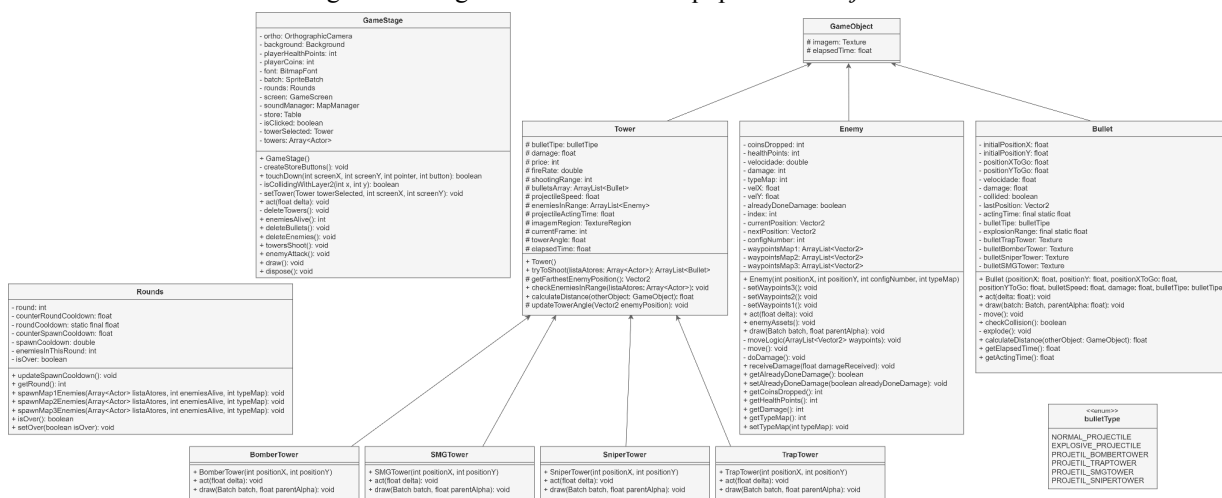 GameStage
- ortho: OrthographicCamera
- background: Background
- playerHealthPoints: int
- playerCoins: int
- font: BitmapFont
- batch: SpriteBatch
- rounds: Rounds
- screen: GameScreen
- soundManager: MapManager
- store: Table
- isClicked: boolean
- towerSelected: Tower
- towers: Array<Actor>
+ GameStage()
- createStoreButtons(): void
+ touchDown(int screenX, int screenY, int pointer, int button): boolean
- isCollidingWithLayer2(int x, int y): boolean
- setTower(Tower towerSelected, int screenX, int screenY): void
+ act(float delta): void
- deleteTowers(): void
+ enemiesAlive(): int
+ deleteBullets(): void
+ deleteEnemies(): void
+ towersShoot(): void
+ enemyAttack(): void
+ draw(): void
+ dispose(): void
GameObject
# imagem: Texture
# elapsedTime: float
Tower
# bulletTipe: bulletTipe
# damage: float
# price: int
# fireRate: double
# shootingRange: int
# bulletsArray: ArrayList<Bullet>
# projectileSpeed: float
# enemiesInRange: ArrayList<Enemy>
# projectileActingTime: float
# imagemRegion: TextureRegion
# currentFrame: int
# towerAngle: float
# elapsedTime: float
+ Tower()
+ tryToShoot(listaAtores: Array<Actor>): ArrayList<Bullet>
# getFarthestEnemyPosition(): Vector2
+ checkEnemiesInRange(listaAtores: Array<Actor>): void
+ calculateDistance(otherObject: GameObject): float
# updateTowerAngle(Vector2 enemyPosition): void
Enemy
- coinsDropped: int
- healthPoints: int
- velocidade: double
- damage: int
- typeMap: int
- velX: float
- velY: float
- alreadyDoneDamage: boolean
- index: int
- currentPosition: Vector2
- nextPosition: Vector2
- configNumber: int
- waypointsMap1: ArrayList<Vector2>
- waypointsMap2: ArrayList<Vector2>
- waypointsMap3: ArrayList<Vector2>
+ Enemy(int positionX, int positionY, int configNumber, int typeMap)
- setWaypoints3(): void
- setWaypoints2(): void
- setWaypoints1(): void
+ act(float delta): void
- enemyAssets(): void
+ draw(Batch batch, float parentAlpha): void
- moveLogic(ArrayList<Vector2> waypoints): void
- move(): void
- doDamage(): void
+ receiveDamage(float damageReceived): void
+ getAlreadyDoneDamage(): boolean
+ setAlreadyDoneDamage(boolean alreadyDoneDamage): void
+ getCoinsDropped(): int
+ getHealthPoints(): int
+ getDamage(): int
+ getTypeMap(): int
+ setTypeMap(int typeMap): void
Bullet
- initialPositionX: float
- initialPositionY: float
- positionXToGo: float
- positionYToGo: float
- velocidade: float
- damage: float
- collided: boolean
- lastPosition: Vector2
- actingTime: final static float
- bulletTipe: bulletTipe
- explosionRange: final static float
- bulletTrapTower: Texture
- bulletBomberTower: Texture
- bulletSniperTower: Texture
- bulletSMGTower: Texture
+ Bullet (positionX: float, positionY: float, positionXToGo: float,
positionYToGo: float, bulletSpeed: float, damage: float, bulletTipe: bulletTipe
+ act(delta: float): void
+ draw(batch: Batch, parentAlpha: float): void
- move(): void
+ checkCollision(): boolean
- explode(): void
+ calculateDistance(otherObject: GameObject): float
+ getElapsedTime(): float
+ getActingTime(): float
Rounds
- round: int
- counterRoundCooldown: float
- roundCooldown: static final float
- counterSpawnCooldown: float
- spawnCooldown: double
- enemiesInThisRound: int
- isOver: boolean
+ updateSpawnCooldown(): void
+ getRound(): int
+ spawnMap1Enemies(Array<Actor> listaAtores, int enemiesAlive, int typeMap): void
+ spawnMap2Enemies(Array<Actor> listaAtores, int enemiesAlive, int typeMap): void
+ spawnMap3Enemies(Array<Actor> listaAtores, int enemiesAlive, int typeMap): void
+ isOver(): boolean
+ setOver(boolean isOver): void
<<enum>>
bulletType
NORMAL_PROJECTILE
EXPLOSIVE_PROJECTILE
PROJETIL_BOMBERTOWER
PROJETIL_TRAPTOWER
PROJETIL_SMGTOWER
PROJETIL_SNIPERTOWER
BomberTower
+ BomberTower(int positionX, int positionY)
+ act(float delta): void
+ draw(Batch batch, float parentAlpha): void
SMGTower
+ SMGTower(int positionX, int positionY)
+ act(float delta): void
+ draw(Batch batch, float parentAlpha): void
SniperTower
+ SniperTower(int positionX, int positionY)
+ act(float delta): void
+ draw(Batch batch, float parentAlpha): void
TrapTower
+ TrapTower(int positionX, int positionY)
+ act(float delta): void
+ draw(Batch batch, float parentAlpha): void